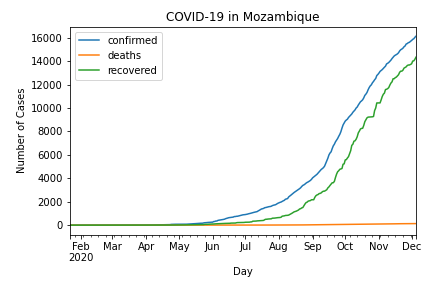 COVID-19 in Mozambique
confirmed
deaths
recovered
Number of Cases
16000
14000
12000
10000
8000
6000
4000
2000
0
Feb Mar Apr May Jun Jul Aug Sep Oct Nov Dec
2020
Day